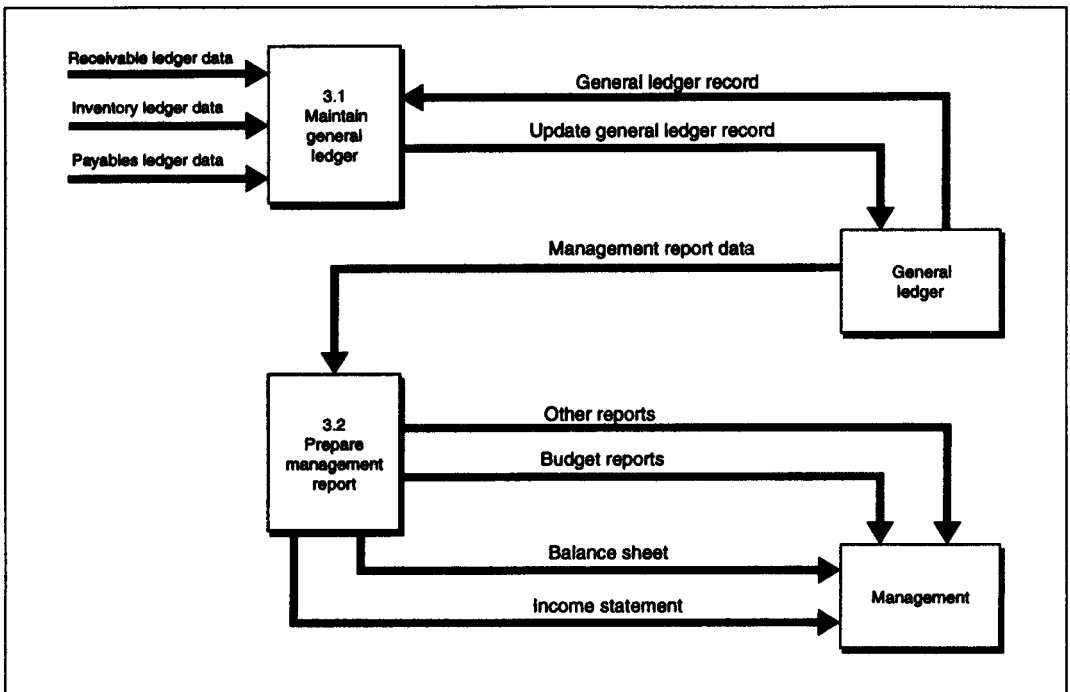 Receivable ledger data
Inventory ledger data
Payables ledger data
3.1
Maintain
general
ledger
General ledger record
Update general ledger record
Management report data
General
ledger
3.2
Prepare
management
report
Other reports
Budget reports
Balance sheet
Income statement
Management